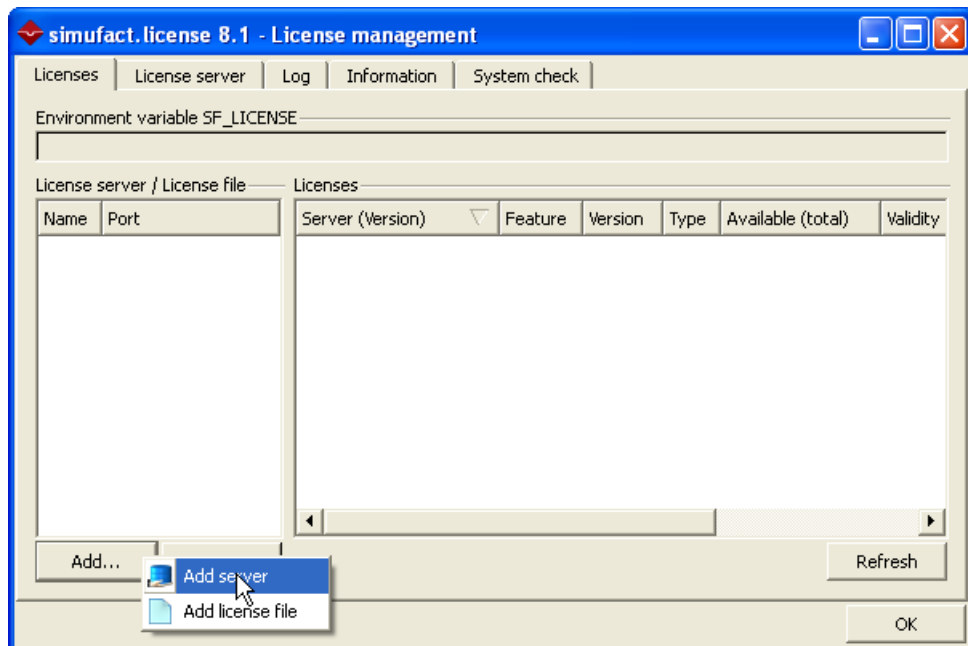 simufact.license 8.1 - License management
Licenses License server Log Information System check
Environment variable SF_LICENSE
License server / License file Licenses
Name Port Server (Version) Feature Version Type Available (total) Validity
Add... Refresh
Add server
Add license file
OK